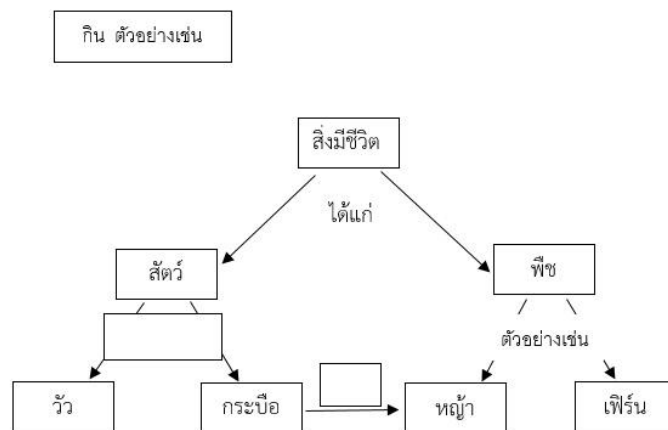 กิน ตัวอย่างเช่น
สิ่งมีชีวิต
ได้แก่
สัตว์
พืช
ตัวอย่างเช่น
วัว
กระบือ
หญ้า
เฟิร์น